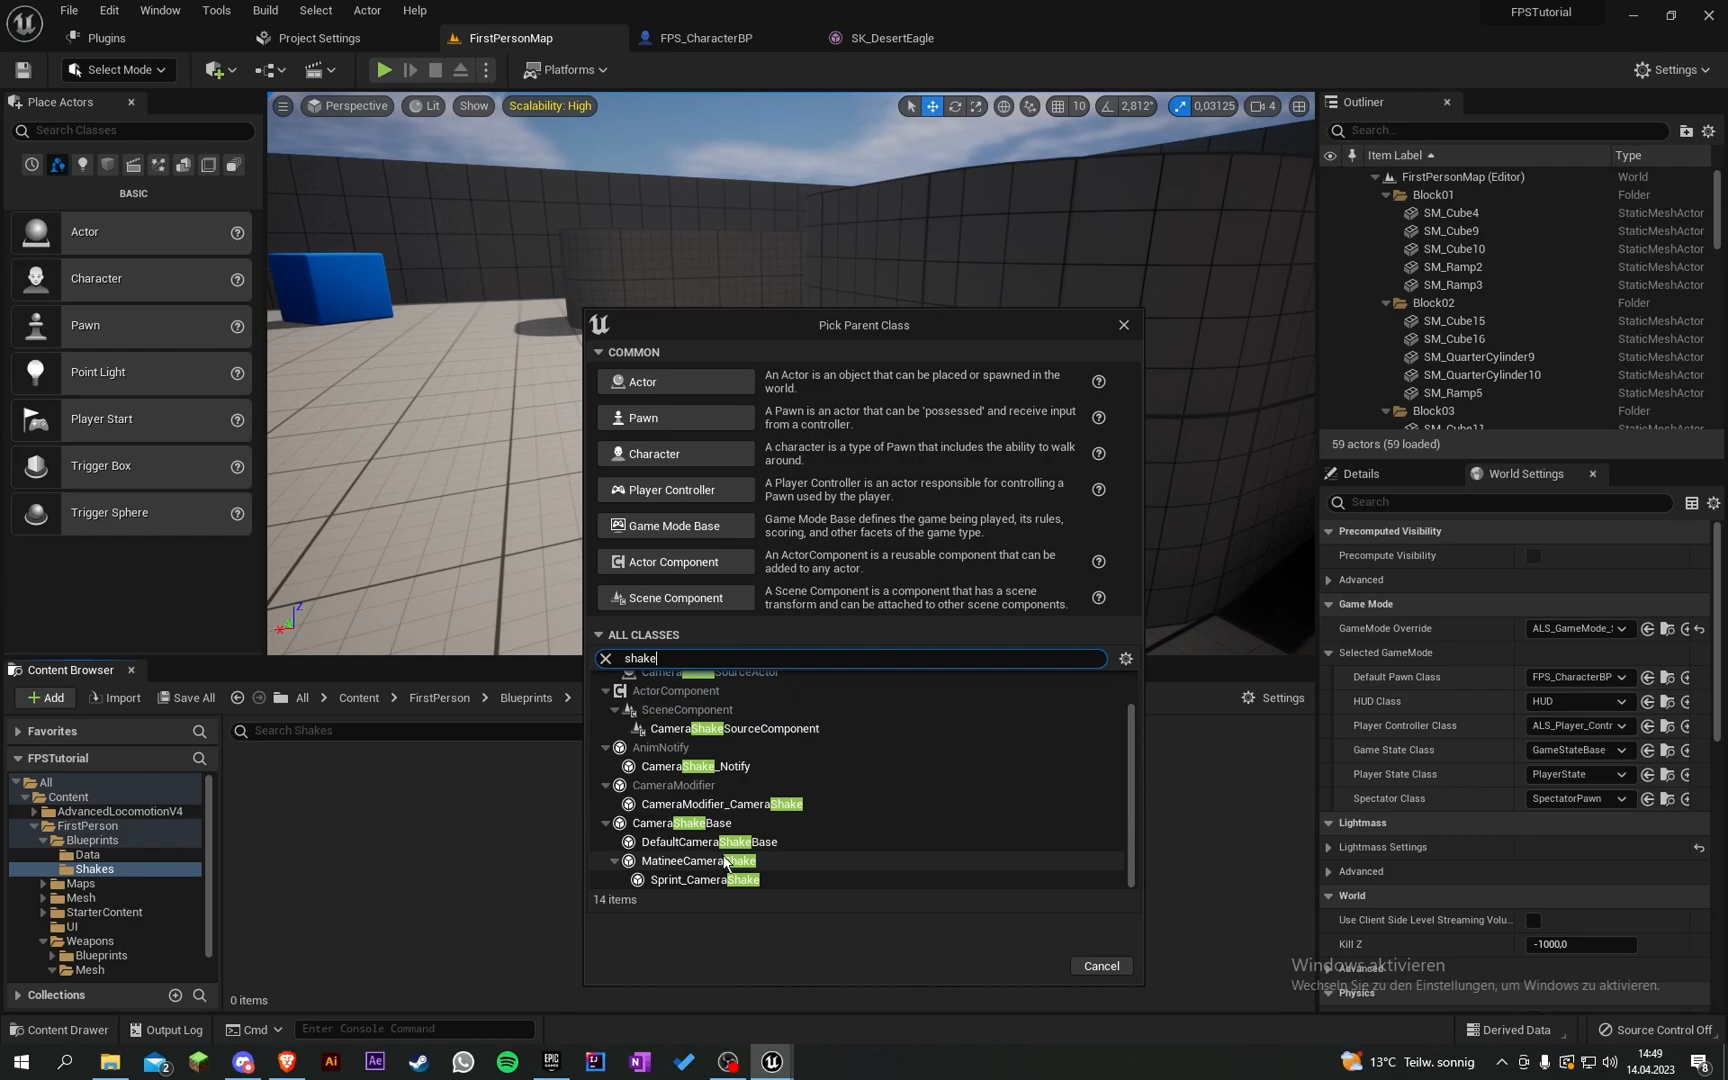 File Edit Window Tools Build Select Actor Help
FPSTutorial
Plugins Project Settings FirstPersonMap FPS_CharacterBP SK_DesertEagle
Select Mode Platforms Settings
Place Actors
Search Classes
BASIC
Actor
Character
Pawn
Point Light
Player Start
Trigger Box
Trigger Sphere
Perspective Lit Show Scalability: High 10 2,812° 0,03125 4
Z
Pick Parent Class
COMMON
Actor An Actor is an object that can be placed or spawned in the
world.
Pawn A Pawn is an actor that can be 'possessed' and receive input
from a controller.
Character A character is a type of Pawn that includes the ability to walk
around.
Player Controller A Player Controller is an actor responsible for controlling a
Pawn used by the player.
Game Mode Base Game Mode Base defines the game being played, its rules,
scoring, and other facets of the game type.
Actor Component An ActorComponent is a reusable component that can be
added to any actor.
Scene Component A Scene Component is a component that has a scene
transform and can be attached to other scene components.
ALL CLASSES
shake
ActorComponent
SceneComponent
CameraShakeSourceComponent
AnimNotify
CameraShake_Notify
CameraModifier
CameraModifier_CameraShake
CameraShakeBase
DefaultCameraShakeBase
MatineeCameraShake
Sprint_CameraShake
14 items
Cancel
Outliner
Search...
Item Label Type
FirstPersonMap (Editor) World
Block01 Folder
SM_Cube4 StaticMeshActor
SM_Cube9 StaticMeshActor
SM_Cube10 StaticMeshActor
SM_Ramp2 StaticMeshActor
SM_Ramp3 StaticMeshActor
Block02 Folder
SM_Cube15 StaticMeshActor
SM_Cube16 StaticMeshActor
SM_QuarterCylinder9 StaticMeshActor
SM_QuarterCylinder10 StaticMeshActor
SM_Ramp5 StaticMeshActor
Block03 Folder
SM_Cube11 StaticMeshActor
59 actors (59 loaded)
Details World Settings
Search
Precomputed Visibility
Precompute Visibility
Advanced
Game Mode
GameMode Override ALS_GameMode_
Selected GameMode
Default Pawn Class FPS_CharacterBP
HUD Class HUD
Player Controller Class ALS_Player_Contr
Game State Class GameStateBase
Player State Class PlayerState
Spectator Class SpectatorPawn
Lightmass
Lightmass Settings
Advanced
World
Use Client Side Level Streaming Volu...
Kill Z -1000,0
Advanced
Physics
Windows aktivieren
Wechseln Sie zu den Einstellungen, um Windows zu aktivieren.
Content Browser
Add Import Save All All Content FirstPerson Blueprints Settings
Favorites
Search Shakes
FPSTutorial
All
Content
AdvancedLocomotionV4
FirstPerson
Blueprints
Data
Shakes
Maps
Mesh
StarterContent
UI
Weapons
Blueprints
Mesh
Collections
0 items
Content Drawer Output Log Cmd Enter Console Command Derived Data Source Control Off
2 Ai Ae EPIC GAMES IJ N 13°C Teilw. sonnig 14:49
14.04.2023
8